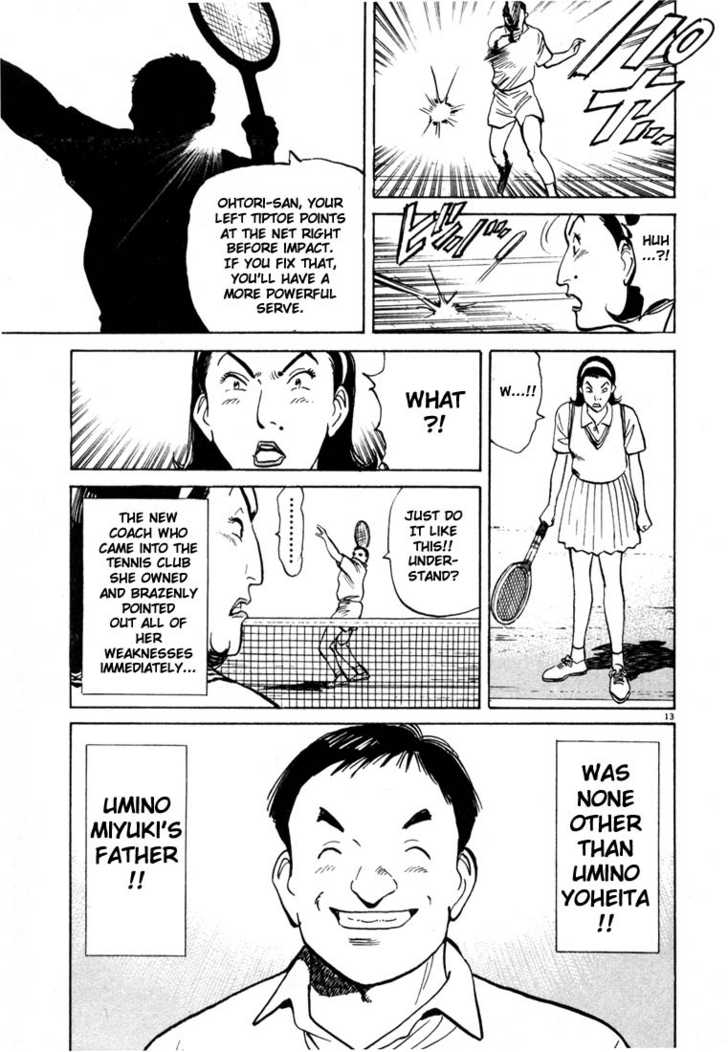 HUH
...?!
OHTORI-SAN, YOUR
LEFT TIPTOE POINTS
AT THE NET RIGHT
BEFORE IMPACT.
IF YOU FIX THAT,
YOU'LL HAVE A
MORE POWERFUL
SERVE.
W...!!
WHAT
?!
JUST DO
IT LIKE
THIS!!
UNDER-
STAND?
THE NEW
COACH WHO
CAME INTO THE
TENNIS CLUB
SHE OWNED
AND BRAZENLY
POINTED
OUT ALL OF
HER
WEAKNESSES
IMMEDIATELY...
13
WAS
NONE
OTHER
THAN
UMINO
YOHEITA
!!
UMINO
MIYUKI'S
FATHER
!!